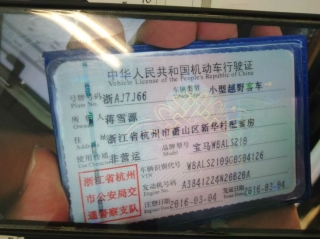 中华人民共和国机动车行驶证
Vehicle License of the People's Republic of China
号牌号码 浙AJ7J66 车辆类型 小型越野客车
Plate No.
所有人 蒋雪源
住址 浙江省杭州市萧山区新华村
使用性质 非营运 品牌型号 宝马WBALS210
浙江省杭州
市公安局交
通警察支队
车辆识别代号
VIN
发动机号码
注册日期 2016-03-04 发证日期 2016-03-04